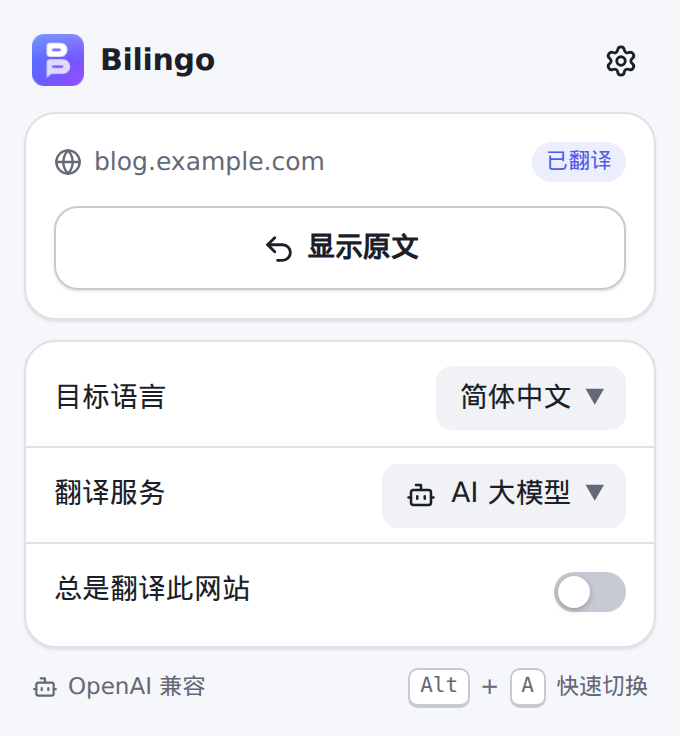 Bilingo
blog.example.com
已翻译
显示原文
目标语言
简体中文 ▼
翻译服务
AI 大模型 ▼
总是翻译此网站
OpenAI 兼容
Alt + A 快速切换